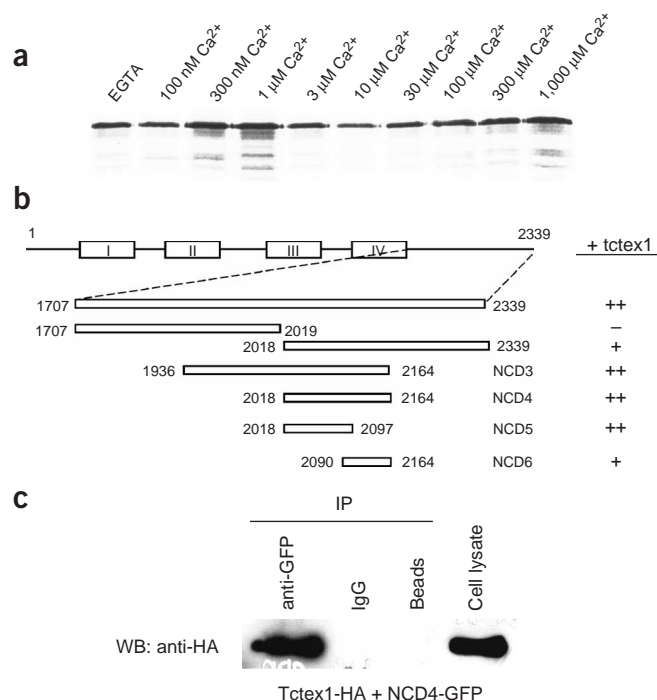 a
EGTA
100 nM Ca2+
300 nM Ca2+
1 µM Ca2+
3 µM Ca2+
10 µM Ca2+
30 µM Ca2+
100 µM Ca2+
300 µM Ca2+
1,000 µM Ca2+
b
1 2339
I II III IV + tctex1
1707 2339 ++
1707 2019 –
2018 2339 +
1936 2164 NCD3 ++
2018 2164 NCD4 ++
2018 2097 NCD5 ++
2090 2164 NCD6 +
c
IP
anti-GFP
IgG
Beads
Cell lysate
WB: anti-HA
Tctex1-HA + NCD4-GFP